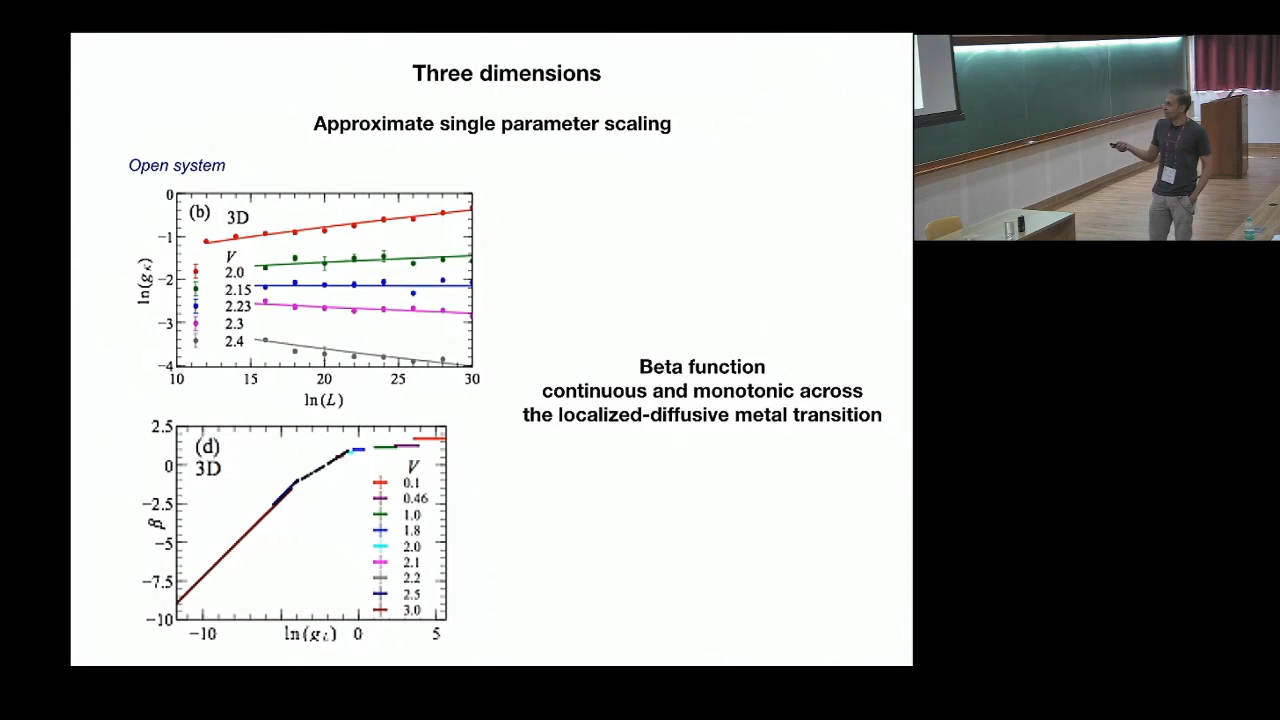 Three dimensions
Approximate single parameter scaling
Open system
(b) 3D
V
2.0
2.15
2.23
2.3
2.4
0
−1
−2
−3
−4
ln(g_K)
10 15 20 25 30
ln(L)
Beta function
continuous and monotonic across
the localized-diffusive metal transition
(d)
3D
V
0.1
0.46
1.0
1.8
2.0
2.1
2.2
2.5
3.0
2.5
0
−2.5
−5
−7.5
−10
β
−10 0 5